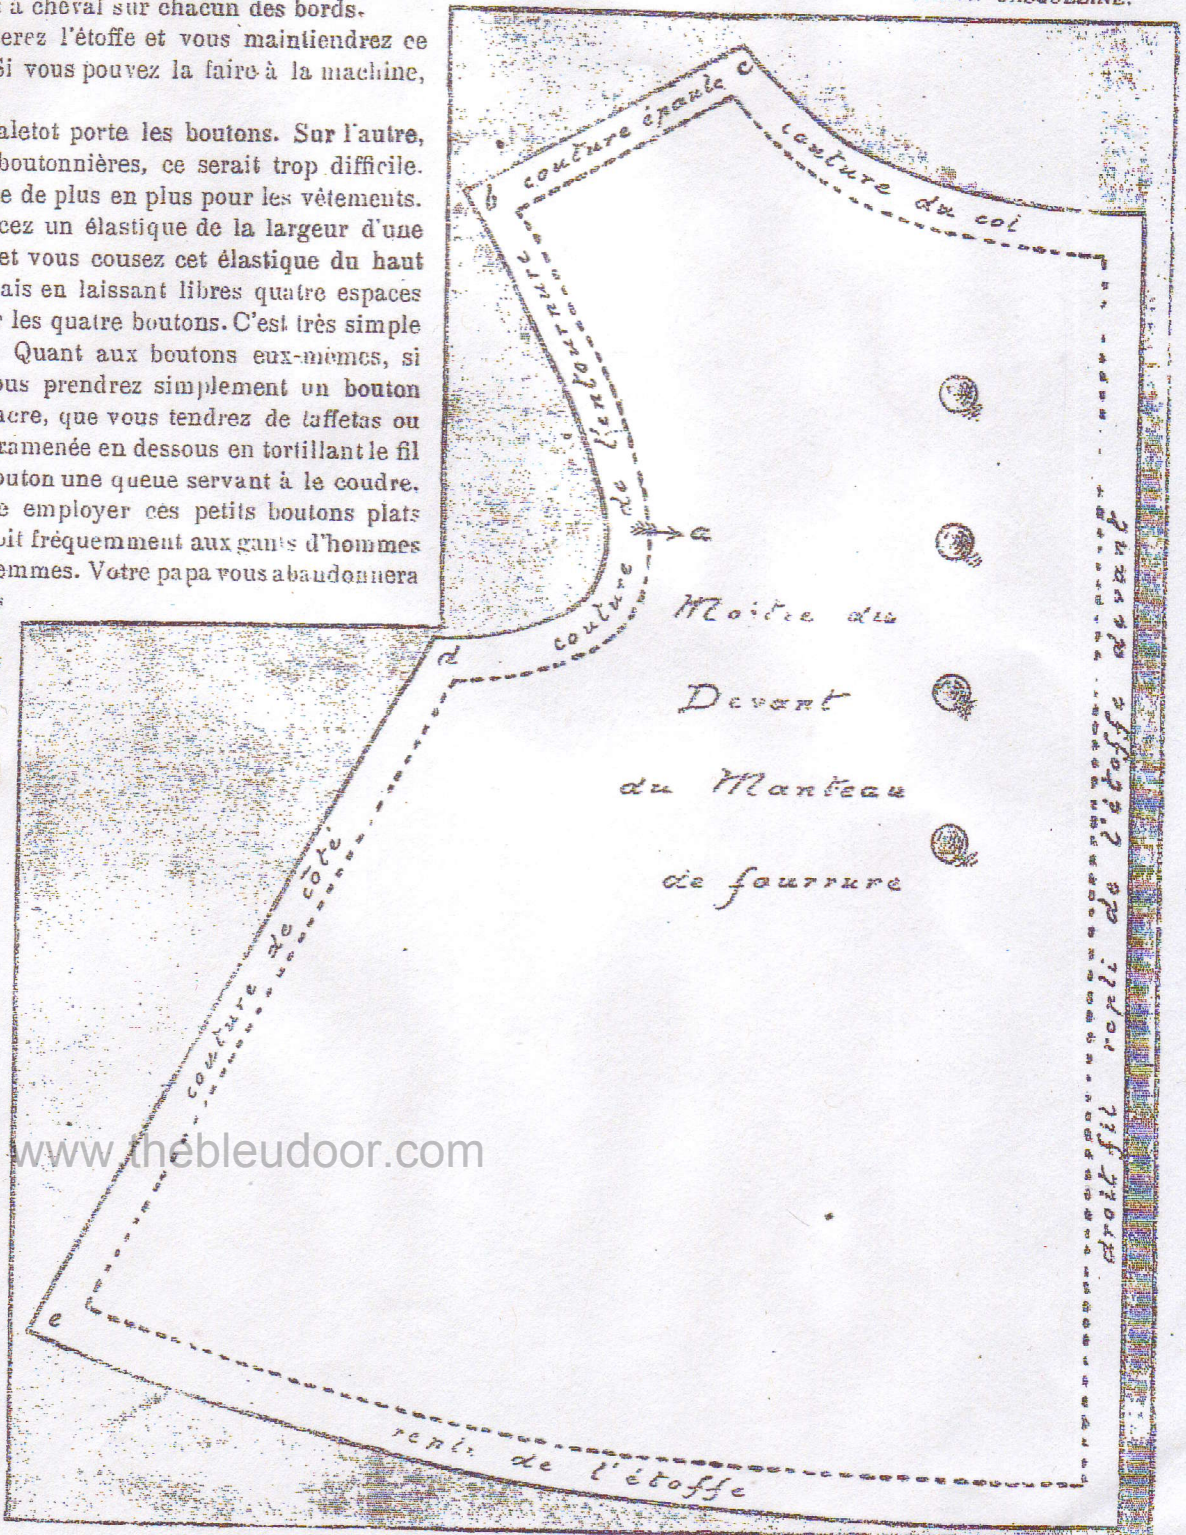 à cheval sur chacun des bords.
erez l'étoffe et vous maintiendrez ce
Si vous pouvez la faire à la machine,
aletot porte les boutons. Sur l'autre,
boutonnières, ce serait trop difficile.
e de plus en plus pour les vêtements.
cez un élastique de la largeur d'une
et vous cousez cet élastique du haut
ais en laissant libres quatre espaces
r les quatre boutons. C'est très simple
Quant aux boutons eux-mêmes, si
ous prendrez simplement un bouton
acre, que vous tendrez de taffetas ou
ramenée en dessous en tortillant le fil
outon une queue servant à le coudre.
e employer ces petits boutons plats
oit fréquemment aux gants d'hommes
emmes. Votre papa vous abandonnera
JACQUELINE.
c
couture épaule
couture du col
b
couture de l'entournure
a
d
Moitie du
Devant
du Manteau
de fourrure
couture de côté
droit fil repli de l'étoffe devant
e
repli de l'étoffe
www.thebleudoor.com